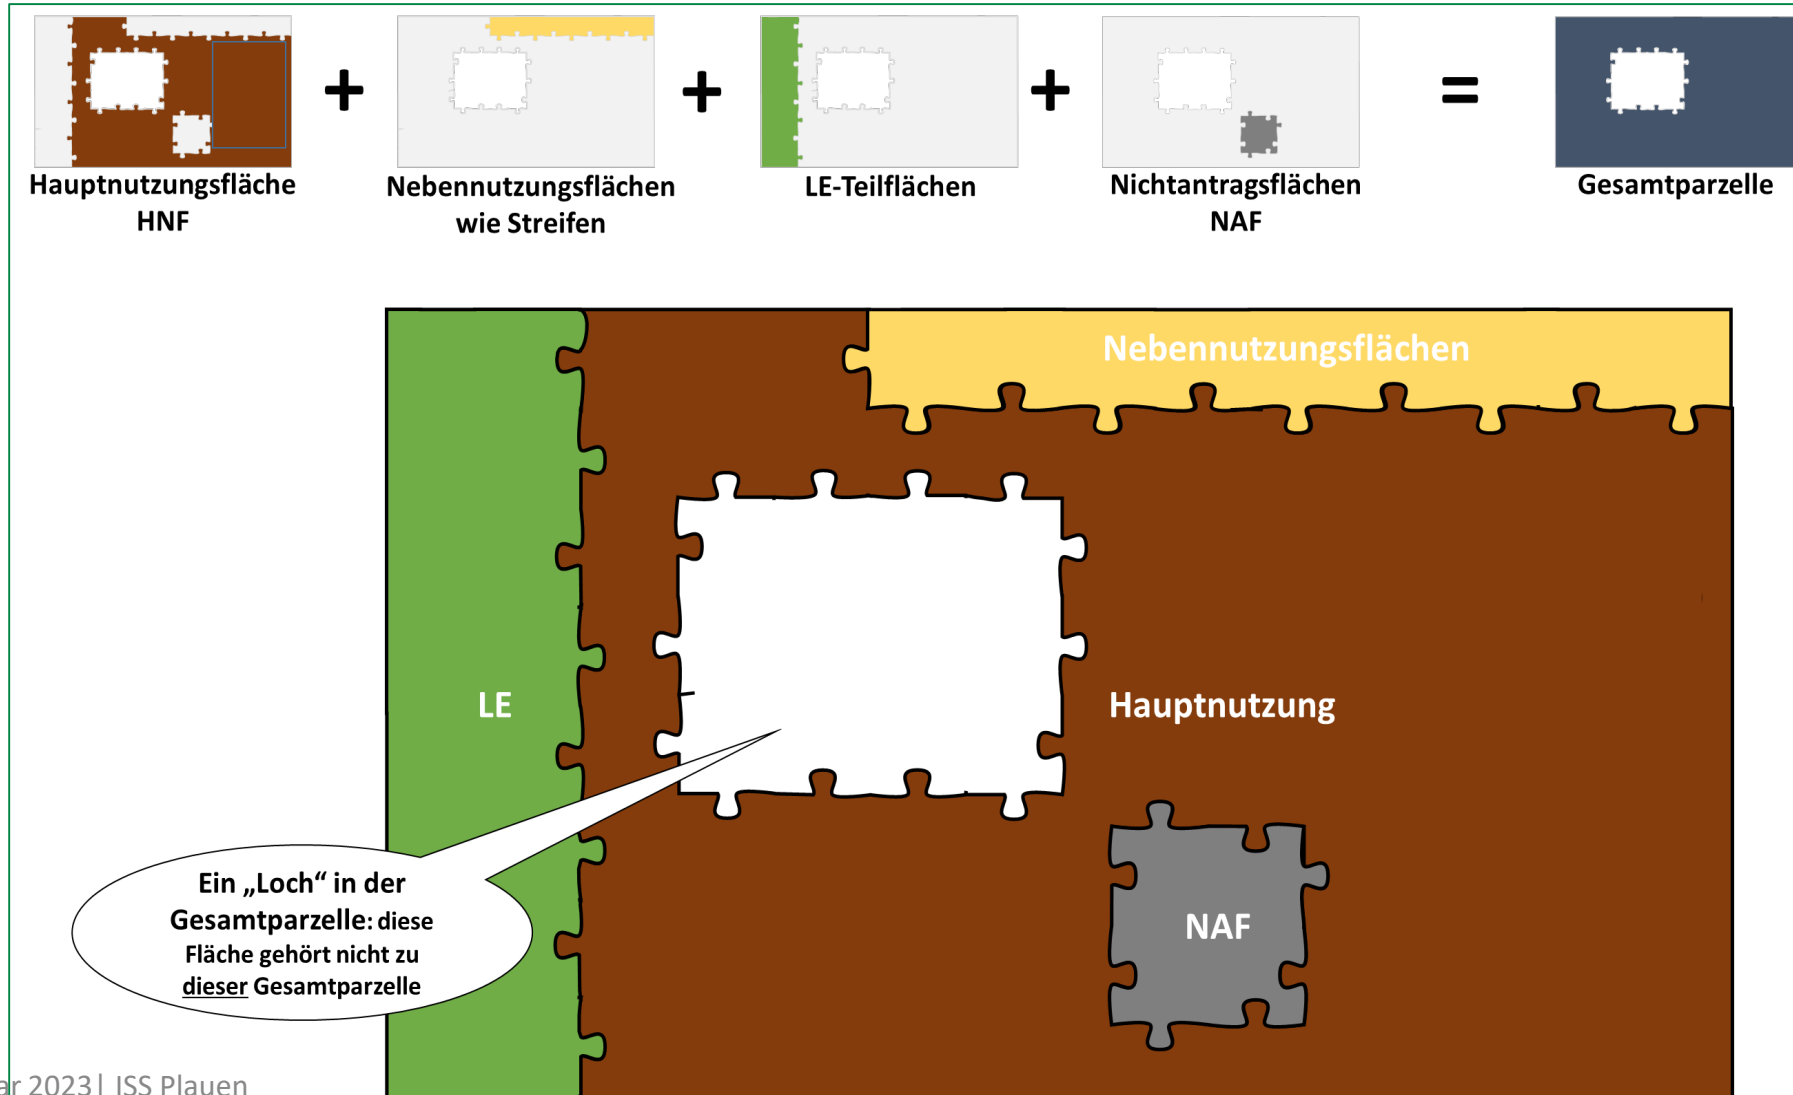 + + + =
Hauptnutzungsfläche
HNF
Nebennutzungsflächen
wie Streifen
LE-Teilflächen
Nichtantragsflächen
NAF
Gesamtparzelle
Nebennutzungsflächen
LE
Hauptnutzung
Ein „Loch“ in der
Gesamtparzelle: diese
Fläche gehört nicht zu
dieser Gesamtparzelle
NAF
2023| ISS Plauen